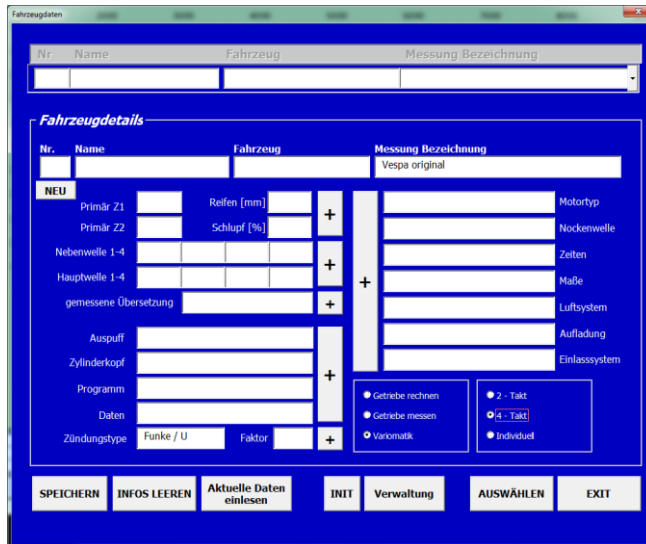 Fahrzeugdaten
Nr. Name Fahrzeug Messung Bezeichnung
Fahrzeugdetails
Nr. Name Fahrzeug Messung Bezeichnung
Vespa original
NEU
Primär Z1 Reifen [mm] + Motortyp
Primär Z2 Schlupf [%] Nockenwelle
Nebenwelle 1-4 + Zeiten
Hauptwelle 1-4 + Maße
gemessene Übersetzung + Luftsystem
Auspuff Aufladung
Zylinderkopf + Einlasssystem
Programm Getriebe rechnen 2 - Takt
Daten Getriebe messen 4 - Takt
Zündungstype Funke / U Faktor + Variomatik Individuel
SPEICHERN INFOS LEEREN Aktuelle Daten einlesen INIT Verwaltung AUSWÄHLEN EXIT